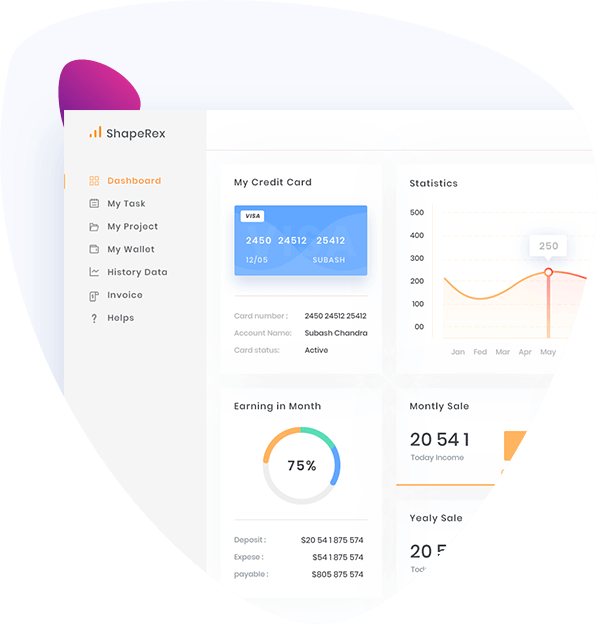 ShapeRex
Dashboard
My Task
My Project
My Wallet
History Data
Invoice
Helps
My Credit Card
VISA
2450 24512 25412
12/05 SUBASH
Card number : 2450 24512 25412
Account Name: Subash Chandra
Card status: Active
Statistics
500
400
300
200
100
00
250
Jan Fed Mar Apr May
Earning in Month
75%
Deposit : $20 54 1 875 574
Expese : $54 1 875 574
payable : $805 875 574
Montly Sale
20 54 1
Today Income
Yealy Sale
20